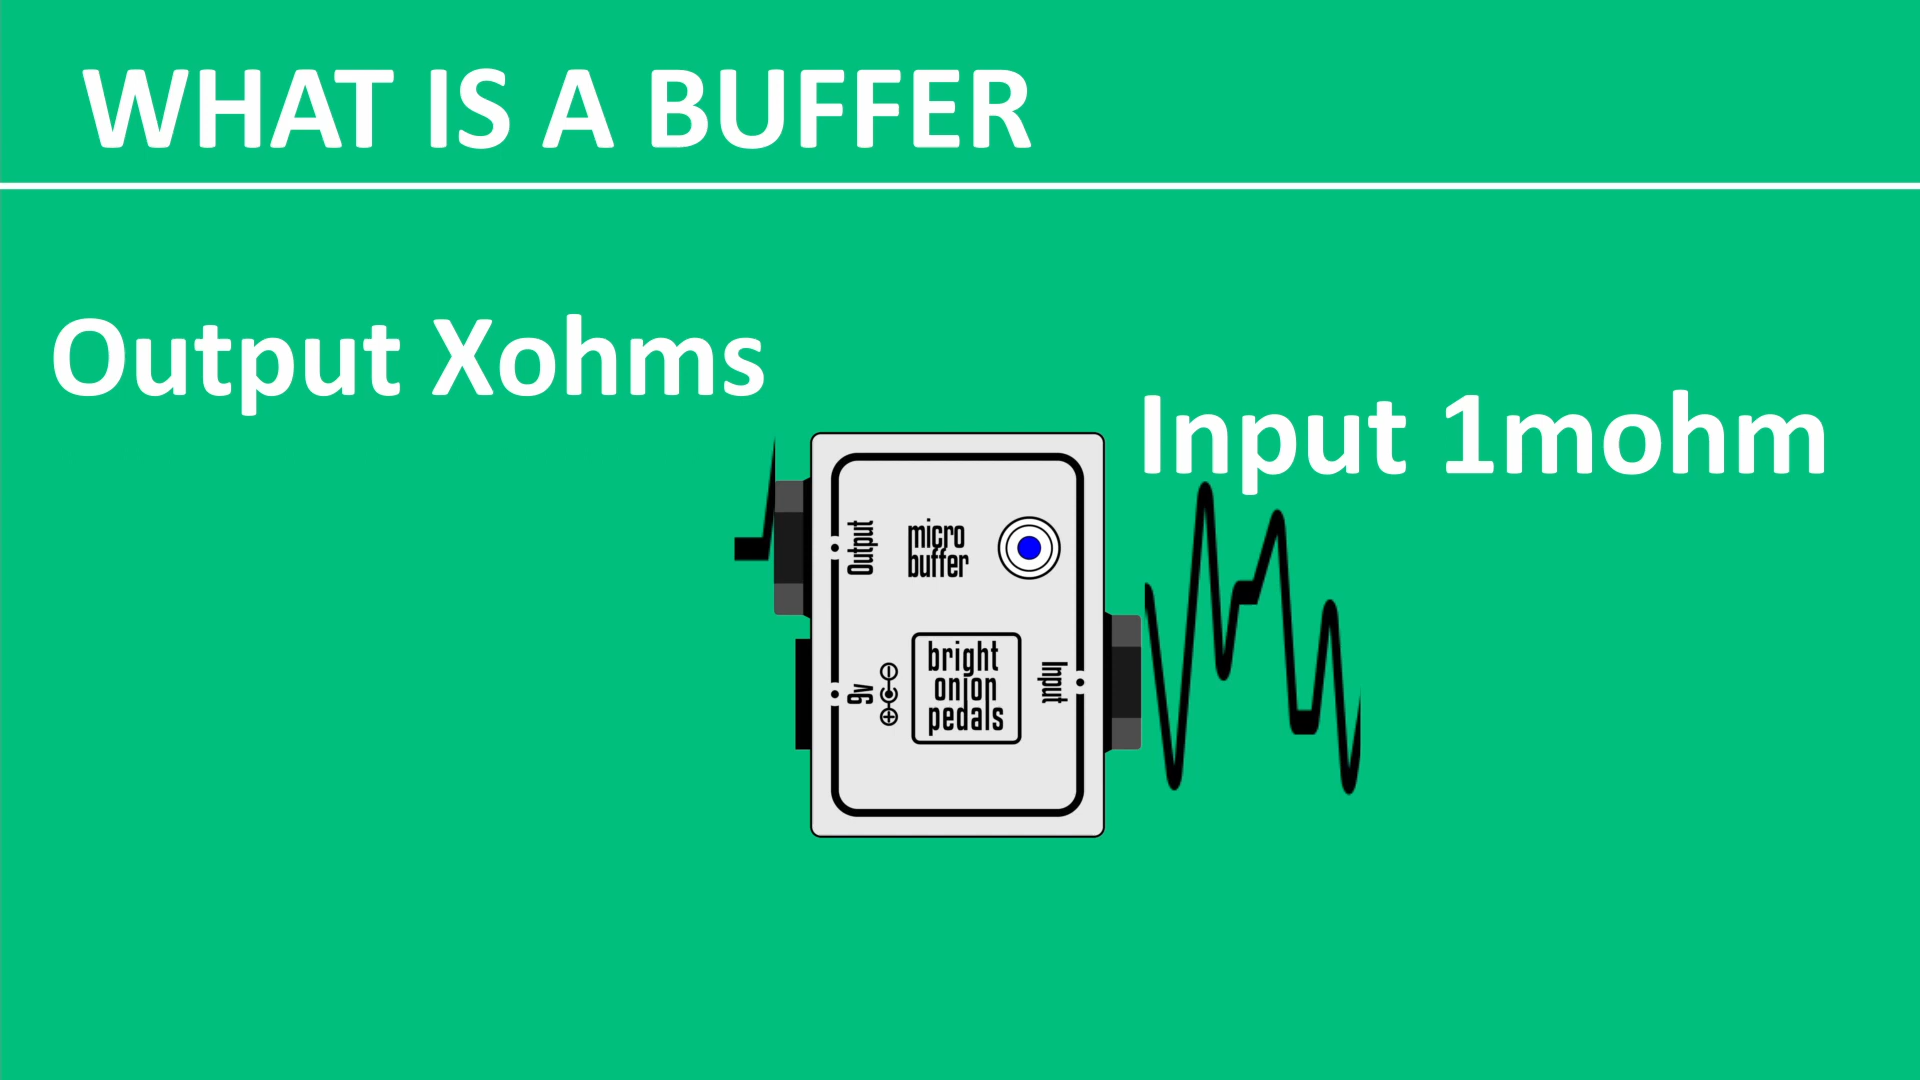 WHAT IS A BUFFER
Output Xohms
Input 1mohm
Output
micro
buffer
9v
bright
onion
pedals
Input